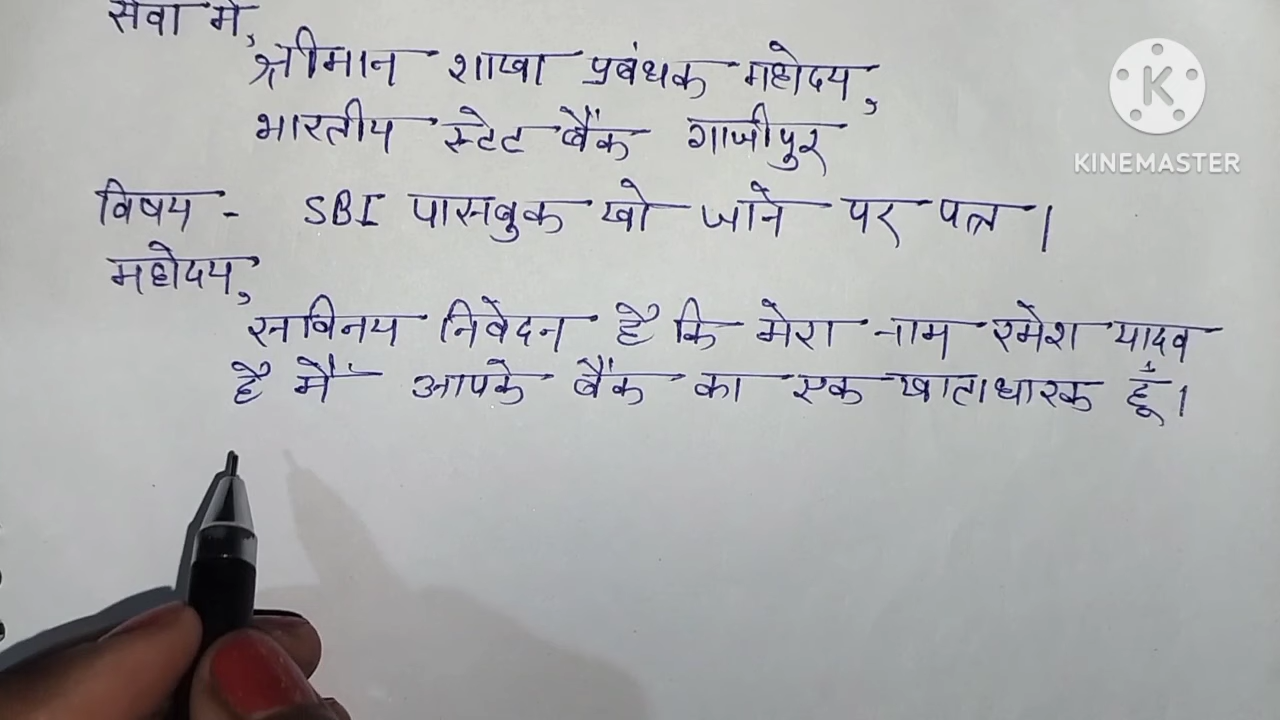 सेवा में,
श्रीमान शाखा प्रबंधक महोदय,
भारतीय स्टेट बैंक गाजीपुर
विषय - SBI पासबुक खो जाने पर पत्र।
महोदय,
सविनय निवेदन है कि मेरा नाम रमेश यादव
है मैं आपके बैंक का एक खाताधारक हूं।
K
KINEMASTER